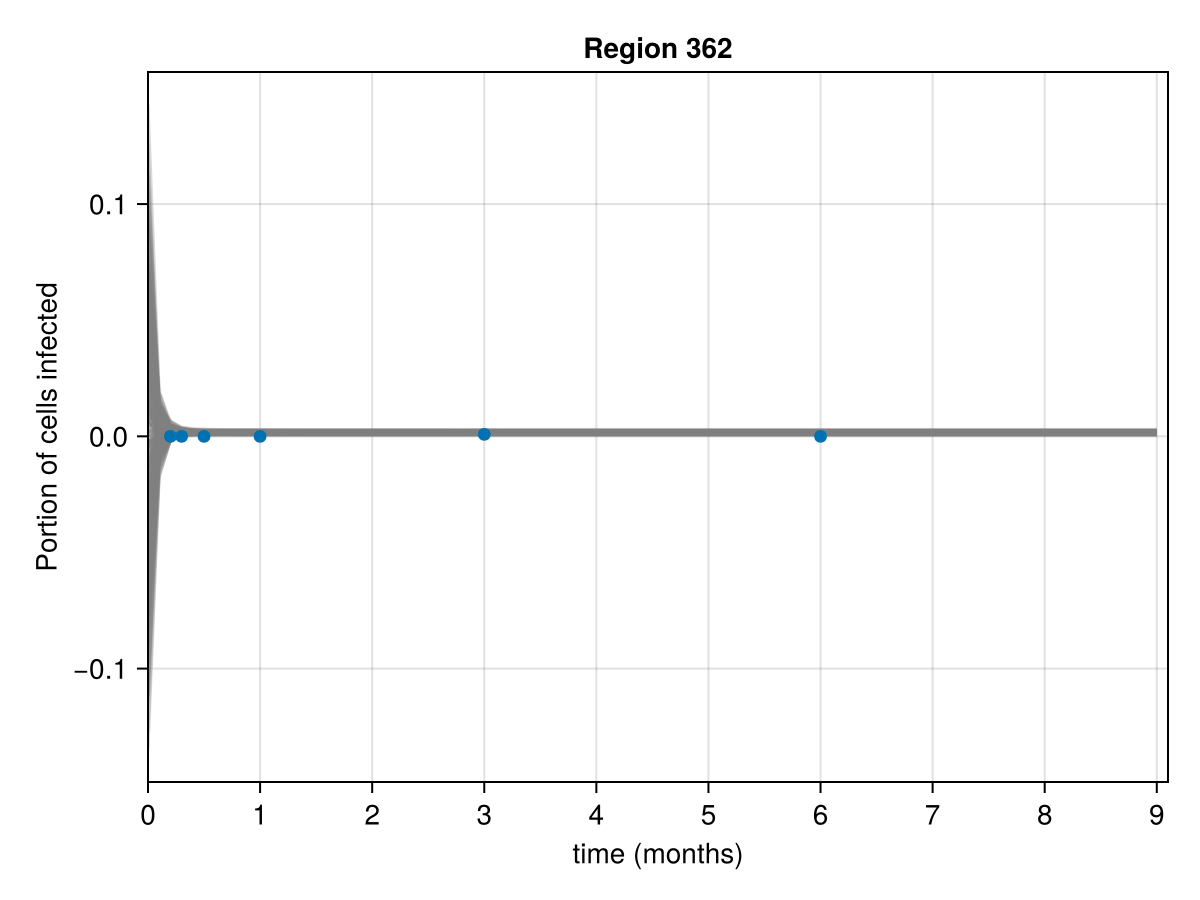 Region 362
Portion of cells infected
0.1
0.0
−0.1
0 1 2 3 4 5 6 7 8 9
time (months)